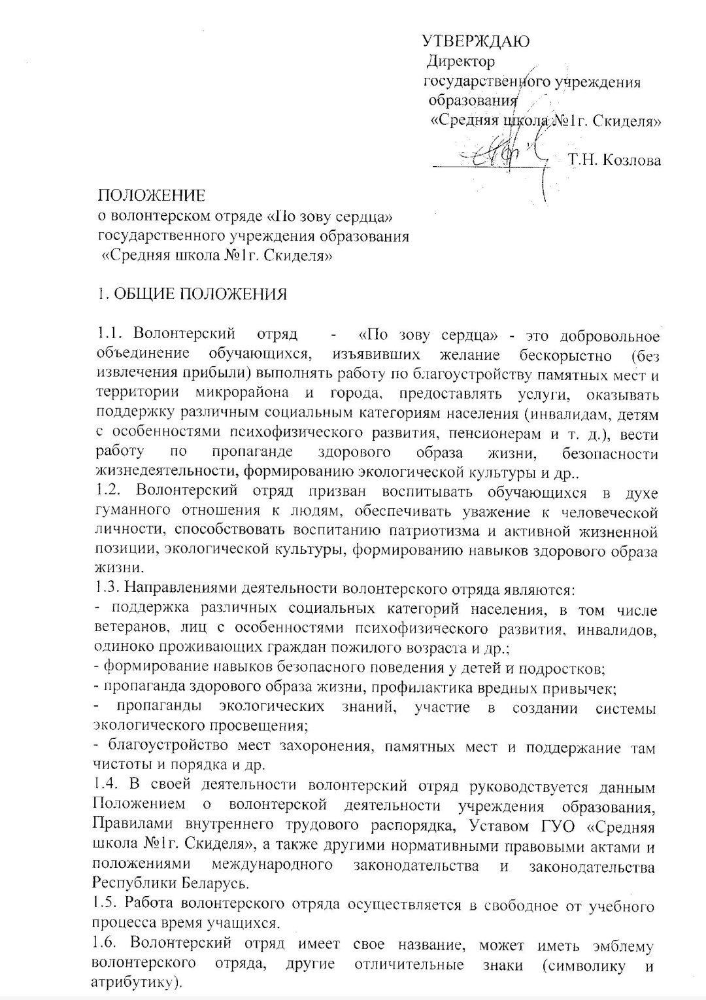 УТВЕРЖДАЮ
Директор
государственного учреждения
образования
«Средняя школа №1г. Скиделя»
Т.Н. Козлова
ПОЛОЖЕНИЕ
о волонтерском отряде «По зову сердца»
государственного учреждения образования
«Средняя школа №1г. Скиделя»
1. ОБЩИЕ ПОЛОЖЕНИЯ
1.1. Волонтерский отряд - «По зову сердца» - это добровольное
объединение обучающихся, изъявивших желание бескорыстно (без
извлечения прибыли) выполнять работу по благоустройству памятных мест и
территории микрорайона и города, предоставлять услуги, оказывать
поддержку различным социальным категориям населения (инвалидам, детям
с особенностями психофизического развития, пенсионерам и т. д.), вести
работу по пропаганде здорового образа жизни, безопасности
жизнедеятельности, формированию экологической культуры и др..
1.2. Волонтерский отряд призван воспитывать обучающихся в духе
гуманного отношения к людям, обеспечивать уважение к человеческой
личности, способствовать воспитанию патриотизма и активной жизненной
позиции, экологической культуры, формированию навыков здорового образа
жизни.
1.3. Направлениями деятельности волонтерского отряда являются:
- поддержка различных социальных категорий населения, в том числе
ветеранов, лиц с особенностями психофизического развития, инвалидов,
одиноко проживающих граждан пожилого возраста и др.;
- формирование навыков безопасного поведения у детей и подростков;
- пропаганда здорового образа жизни, профилактика вредных привычек;
- пропаганды экологических знаний, участие в создании системы
экологического просвещения;
- благоустройство мест захоронения, памятных мест и поддержание там
чистоты и порядка и др.
1.4. В своей деятельности волонтерский отряд руководствуется данным
Положением о волонтерской деятельности учреждения образования,
Правилами внутреннего трудового распорядка, Уставом ГУО «Средняя
школа №1г. Скиделя», а также другими нормативными правовыми актами и
положениями международного законодательства и законодательства
Республики Беларусь.
1.5. Работа волонтерского отряда осуществляется в свободное от учебного
процесса время учащихся.
1.6. Волонтерский отряд имеет свое название, может иметь эмблему
волонтерского отряда, другие отличительные знаки (символику и
атрибутику).